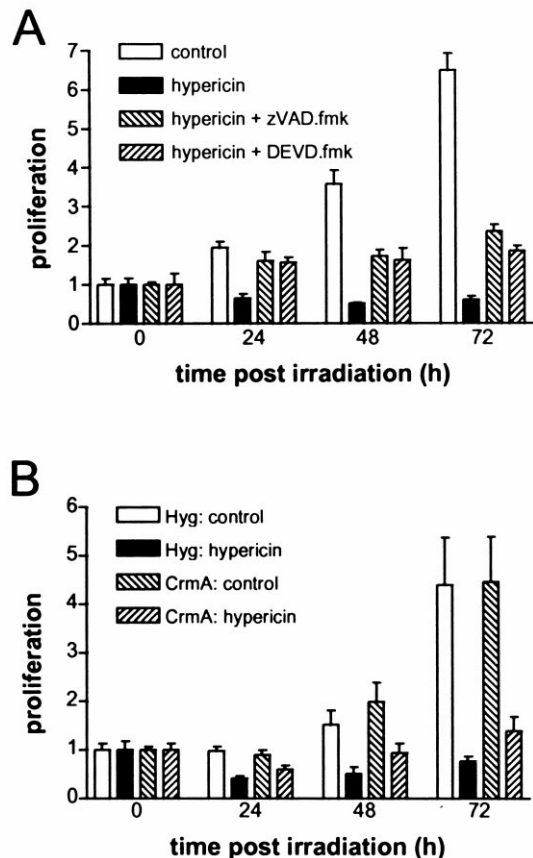 A
control
hypericin
hypericin + zVAD.fmk
hypericin + DEVD.fmk
7
6
5
4
3
2
1
0
proliferation
0 24 48 72
time post irradiation (h)
B
Hyg: control
Hyg: hypericin
CrmA: control
CrmA: hypericin
6
5
4
3
2
1
0
proliferation
0 24 48 72
time post irradiation (h)